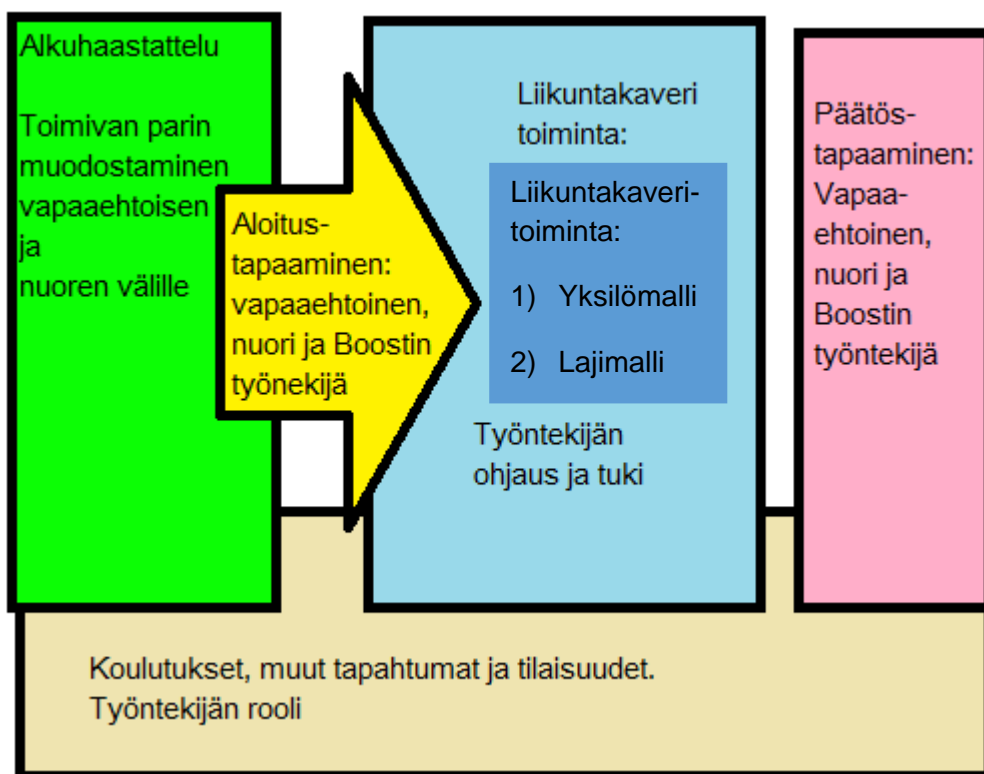 Alkuhaastattelu
Toimivan parin
muodostaminen
vapaaehtoisen
ja
nuoren välille
Aloitus-
tapaaminen:
vapaaehtoinen,
nuori ja Boostin
työnekijä
Liikuntakaveri
toiminta:
Liikuntakaveri-
toiminta:
1) Yksilömalli
2) Lajimalli
Työntekijän
ohjaus ja tuki
Päätös-
tapaaminen:
Vapaa-
ehtoinen,
nuori ja
Boostin
työntekijä
Koulutukset, muut tapahtumat ja tilaisuudet.
Työntekijän rooli